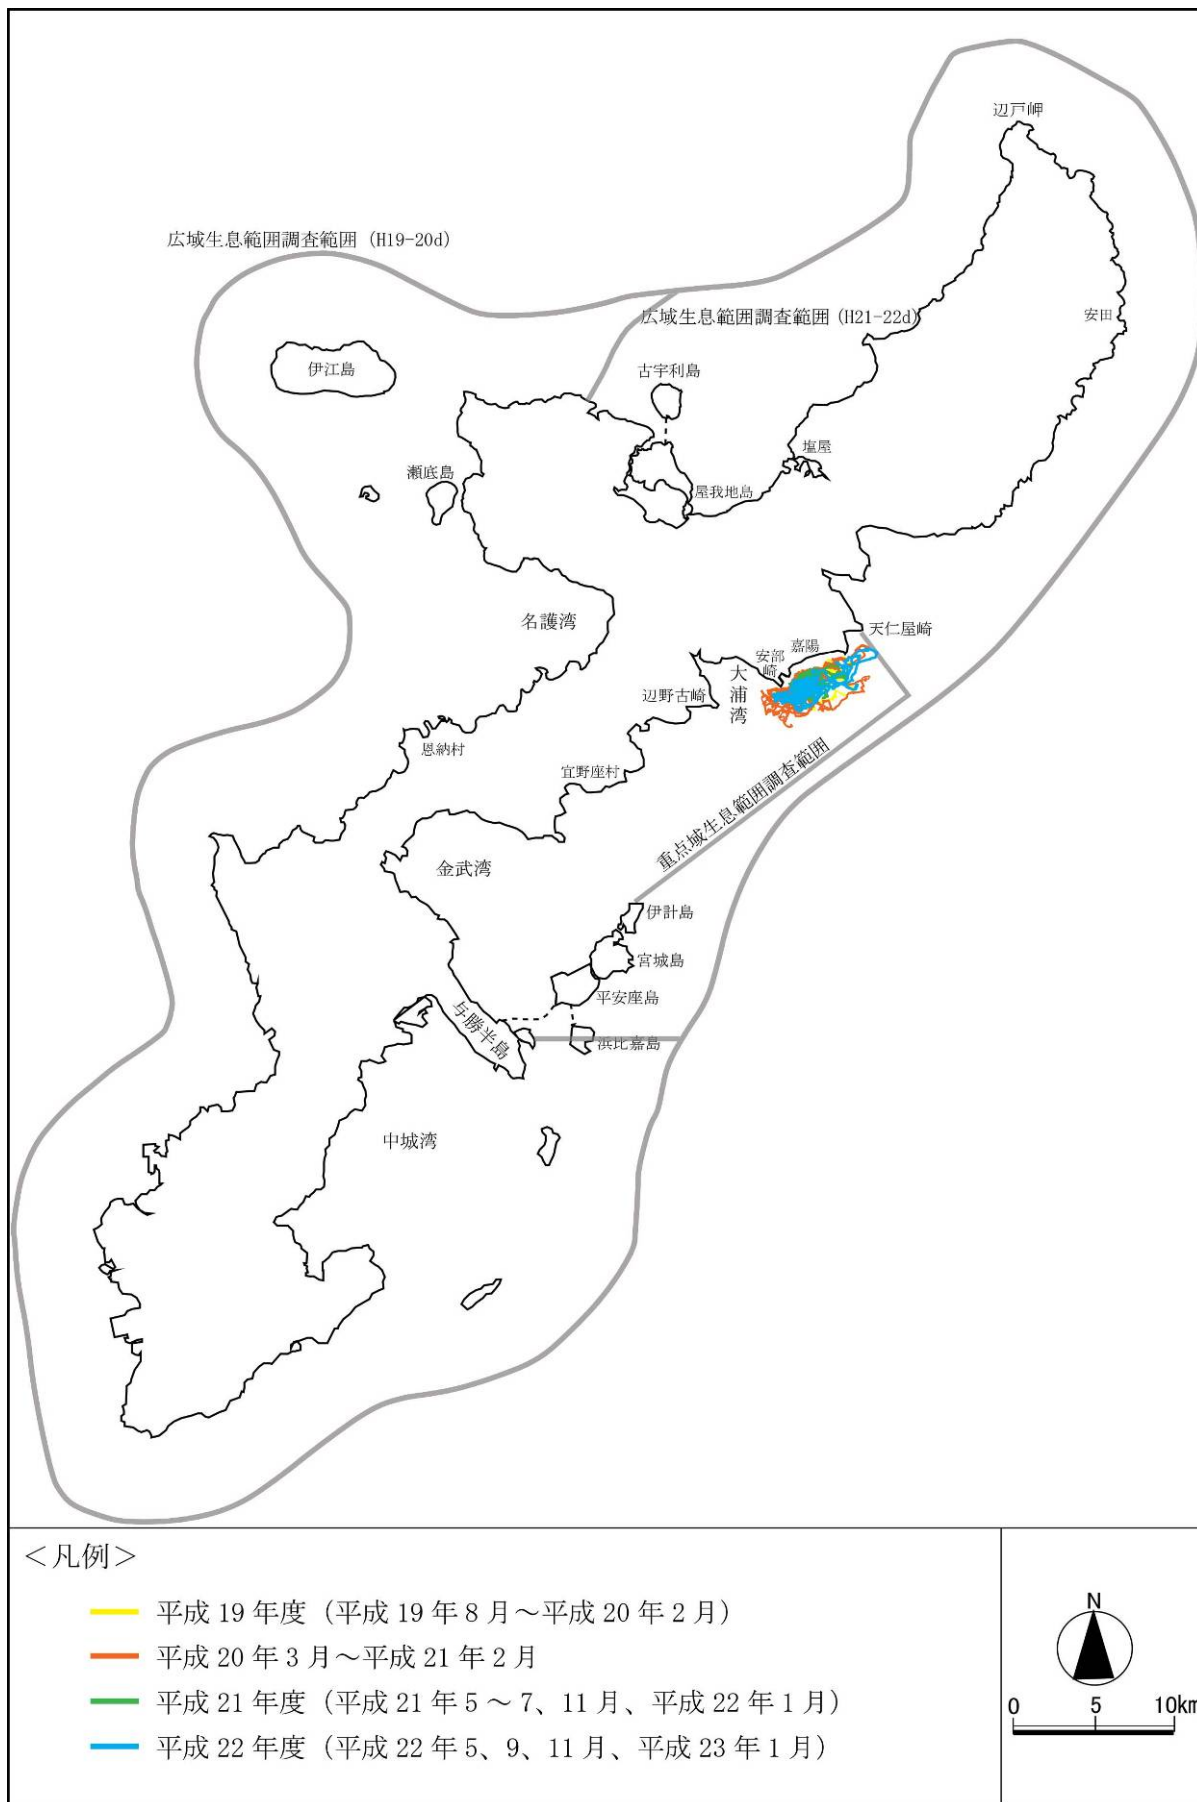 辺戸岬
広域生息範囲調査範囲 (H19-20d)
広域生息範囲調査範囲 (H21-22d)
安田
伊江島
古宇利島
塩屋
瀬底島
屋我地島
名護湾
天仁屋崎
嘉陽
安部崎
大浦湾
辺野古崎
恩納村
宜野座村
重点域生息範囲調査範囲
金武湾
伊計島
宮城島
平安座島
与勝半島
浜比嘉島
中城湾
＜凡例＞
平成 19 年度（平成 19 年 8 月～平成 20 年 2 月）
平成 20 年 3 月～平成 21 年 2 月
平成 21 年度（平成 21 年 5 ～ 7、11 月、平成 22 年 1 月）
平成 22 年度（平成 22 年 5、9、11 月、平成 23 年 1 月）
N
0 5 10km